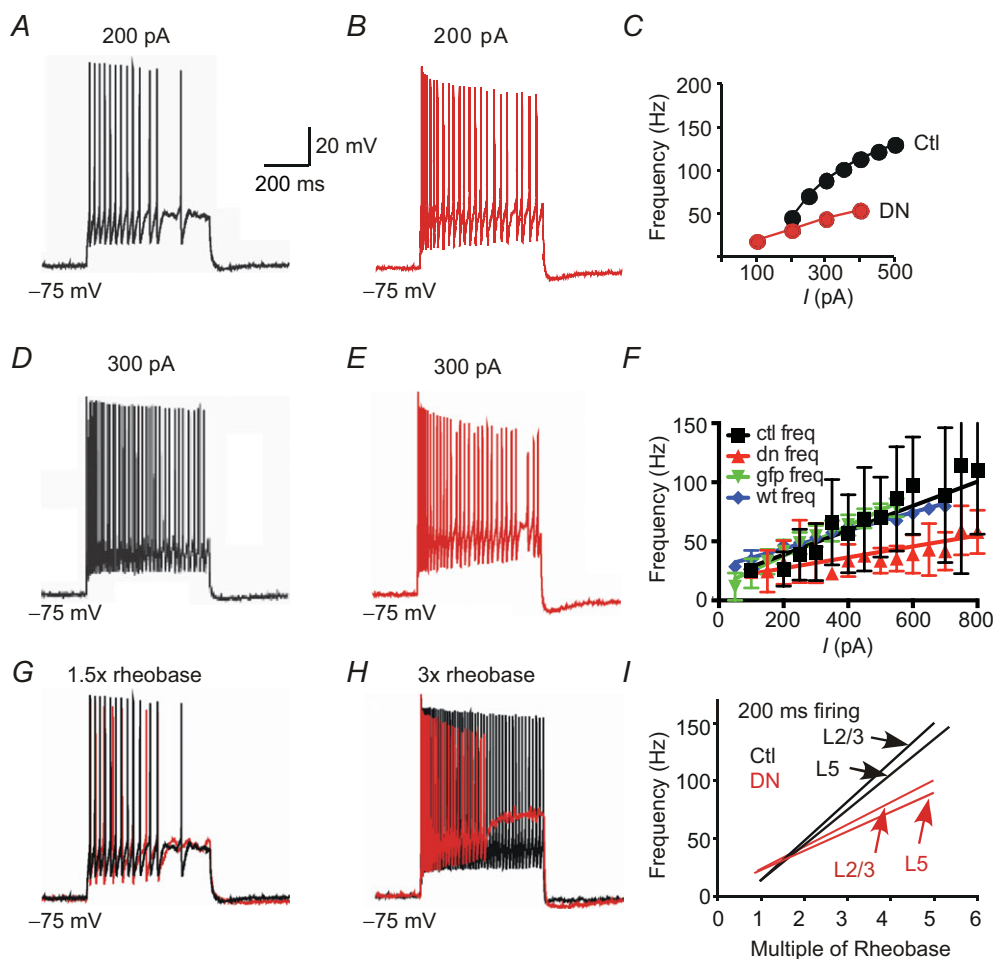 A
200 pA
20 mV
200 ms
–75 mV
B
200 pA
–75 mV
C
Frequency (Hz)
200
150
100
50
Ctl
DN
100
300
500
I (pA)
D
300 pA
–75 mV
E
300 pA
–75 mV
F
Frequency (Hz)
150
100
50
0
ctl freq
dn freq
gfp freq
wt freq
0
200
400
600
800
I (pA)
G
1.5x rheobase
–75 mV
H
3x rheobase
–75 mV
I
Frequency (Hz)
150
100
50
0
200 ms firing
Ctl
DN
L2/3
L5
L2/3
L5
0
1
2
3
4
5
6
Multiple of Rheobase